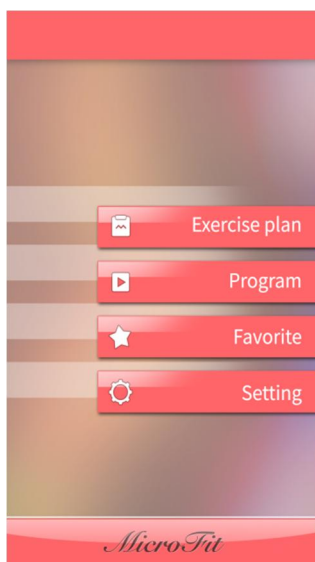 Exercise plan
Program
Favorite
Setting
MicroFit